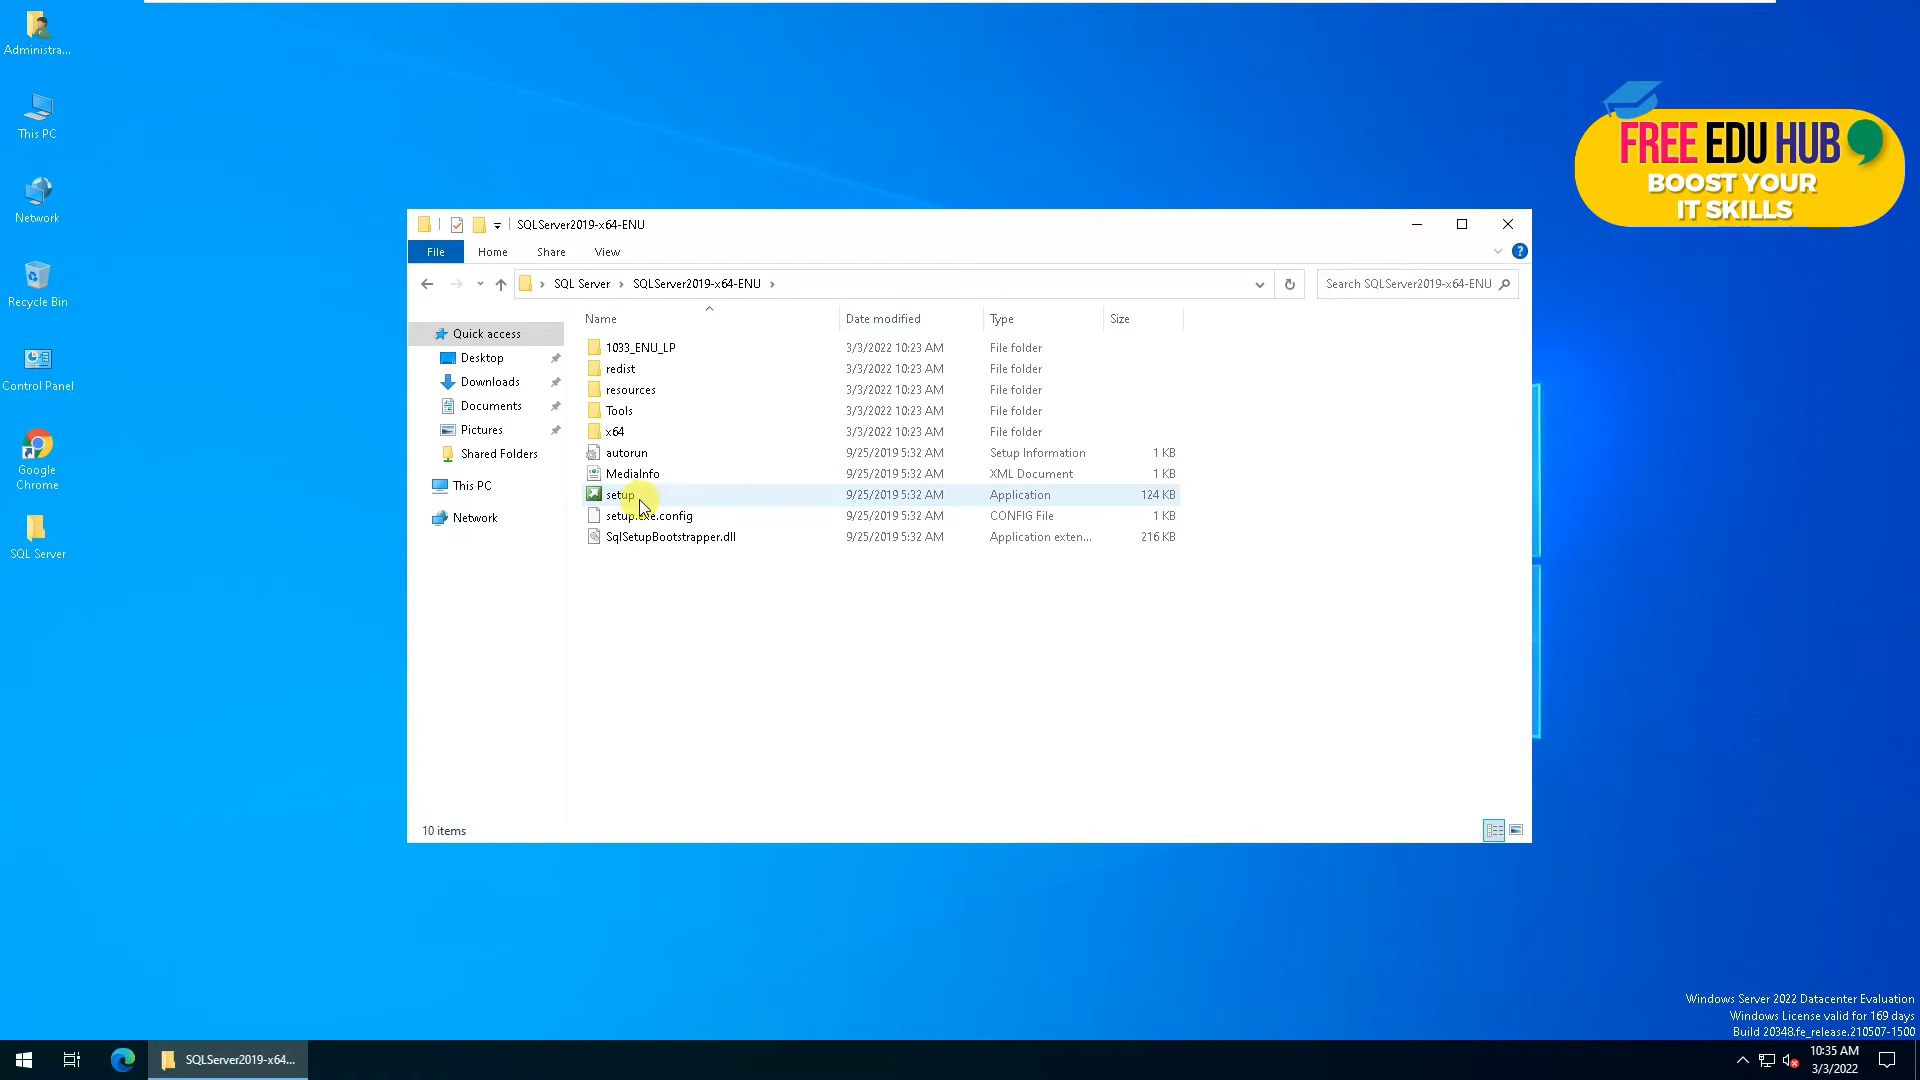 Administra...
This PC
Network
Recycle Bin
Control Panel
Google
Chrome
SQL Server
FREE EDU HUB
BOOST YOUR
IT SKILLS
SQLServer2019-x64-ENU
File Home Share View
SQL Server SQLServer2019-x64-ENU
Search SQLServer2019-x64-ENU
Quick access
Desktop
Downloads
Documents
Pictures
Shared Folders
This PC
Network
Name Date modified Type Size
1033_ENU_LP 3/3/2022 10:23 AM File folder
redist 3/3/2022 10:23 AM File folder
resources 3/3/2022 10:23 AM File folder
Tools 3/3/2022 10:23 AM File folder
x64 3/3/2022 10:23 AM File folder
autorun 9/25/2019 5:32 AM Setup Information 1 KB
MediaInfo 9/25/2019 5:32 AM XML Document 1 KB
setup 9/25/2019 5:32 AM Application 124 KB
setup.exe.config 9/25/2019 5:32 AM CONFIG File 1 KB
SqlSetupBootstrapper.dll 9/25/2019 5:32 AM Application exten... 216 KB
10 items
Windows Server 2022 Datacenter Evaluation
Windows License valid for 169 days
Build 20348.fe_release.210507-1500
SQLServer2019-x64...
10:35 AM
3/3/2022